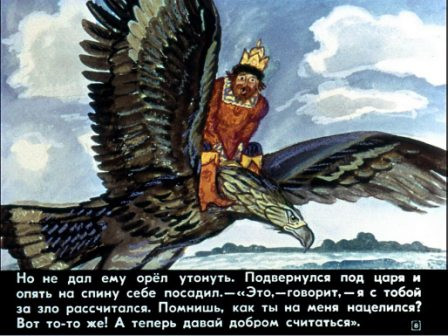 Но не дал ему орёл утонуть. Подвернулся под царя и
опять на спину себе посадил.—«Это,—говорит,—я с тобой
за зло рассчитался. Помнишь, как ты на меня нацелился?
Вот то-то же! А теперь давай добром считаться».
6